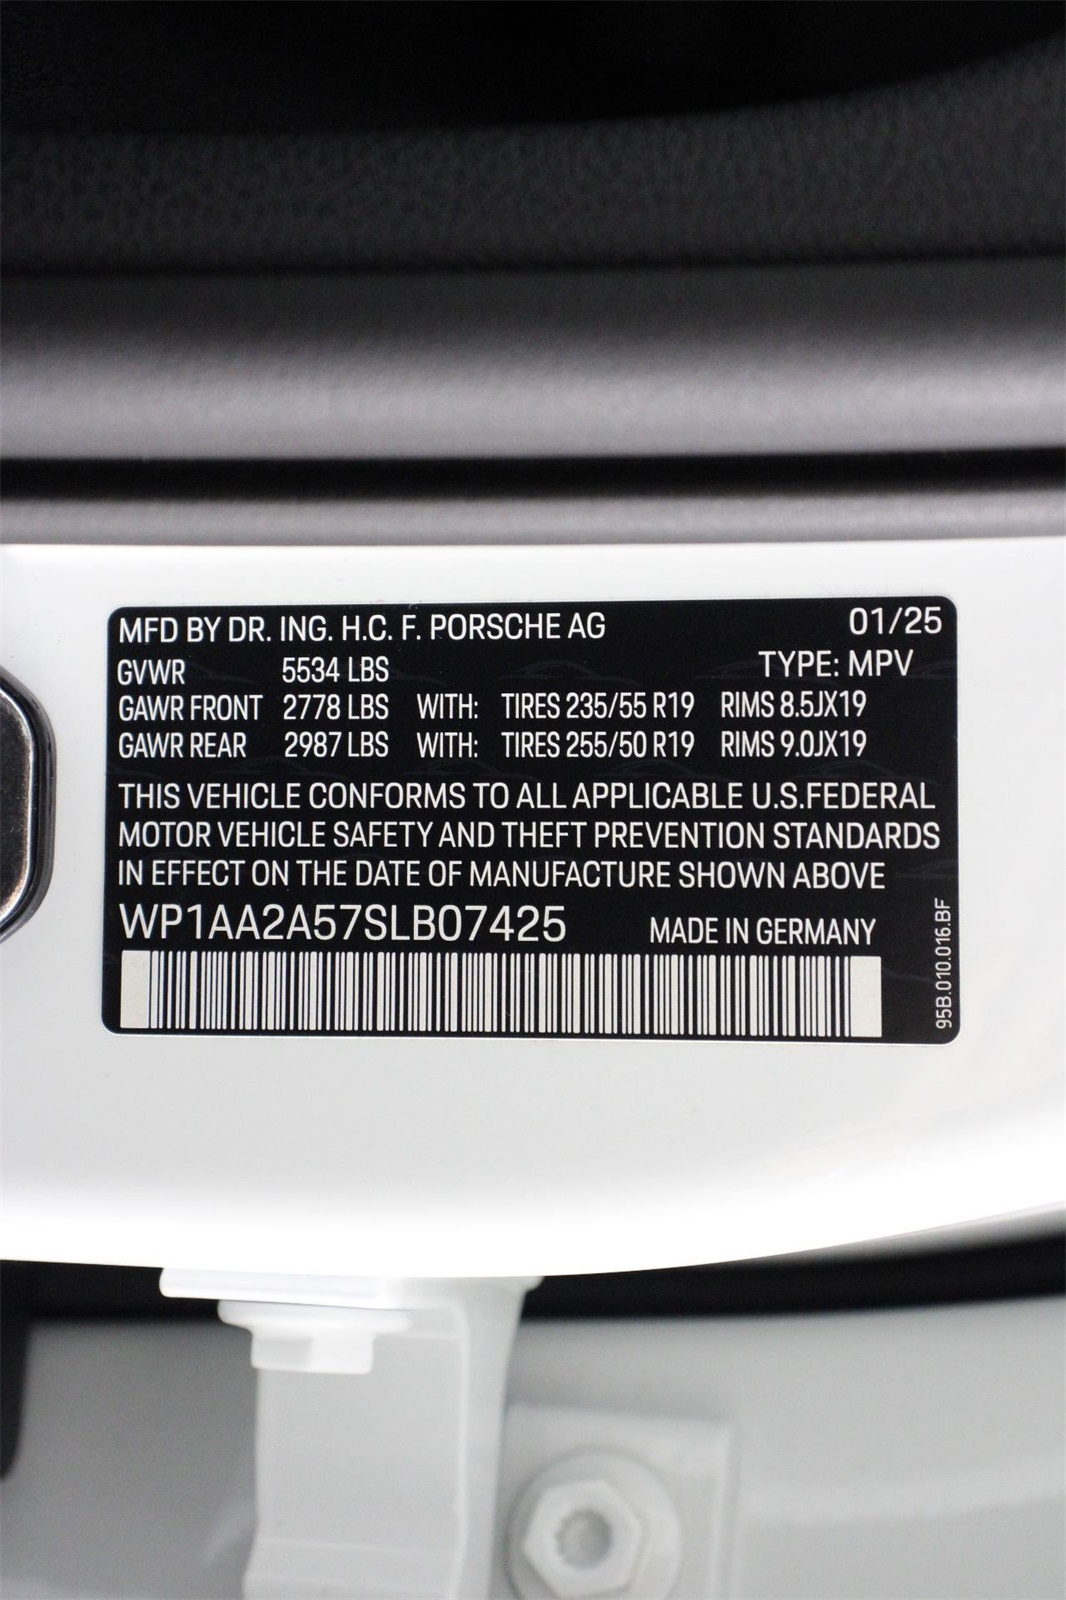 MFD BY DR. ING. H.C. F. PORSCHE AG 01/25
GVWR 5534 LBS TYPE: MPV
GAWR FRONT 2778 LBS WITH: TIRES 235/55 R19 RIMS 8.5JX19
GAWR REAR 2987 LBS WITH: TIRES 255/50 R19 RIMS 9.0JX19
THIS VEHICLE CONFORMS TO ALL APPLICABLE U.S.FEDERAL
MOTOR VEHICLE SAFETY AND THEFT PREVENTION STANDARDS
IN EFFECT ON THE DATE OF MANUFACTURE SHOWN ABOVE
WP1AA2A57SLB07425 MADE IN GERMANY
95B.010.016.BF